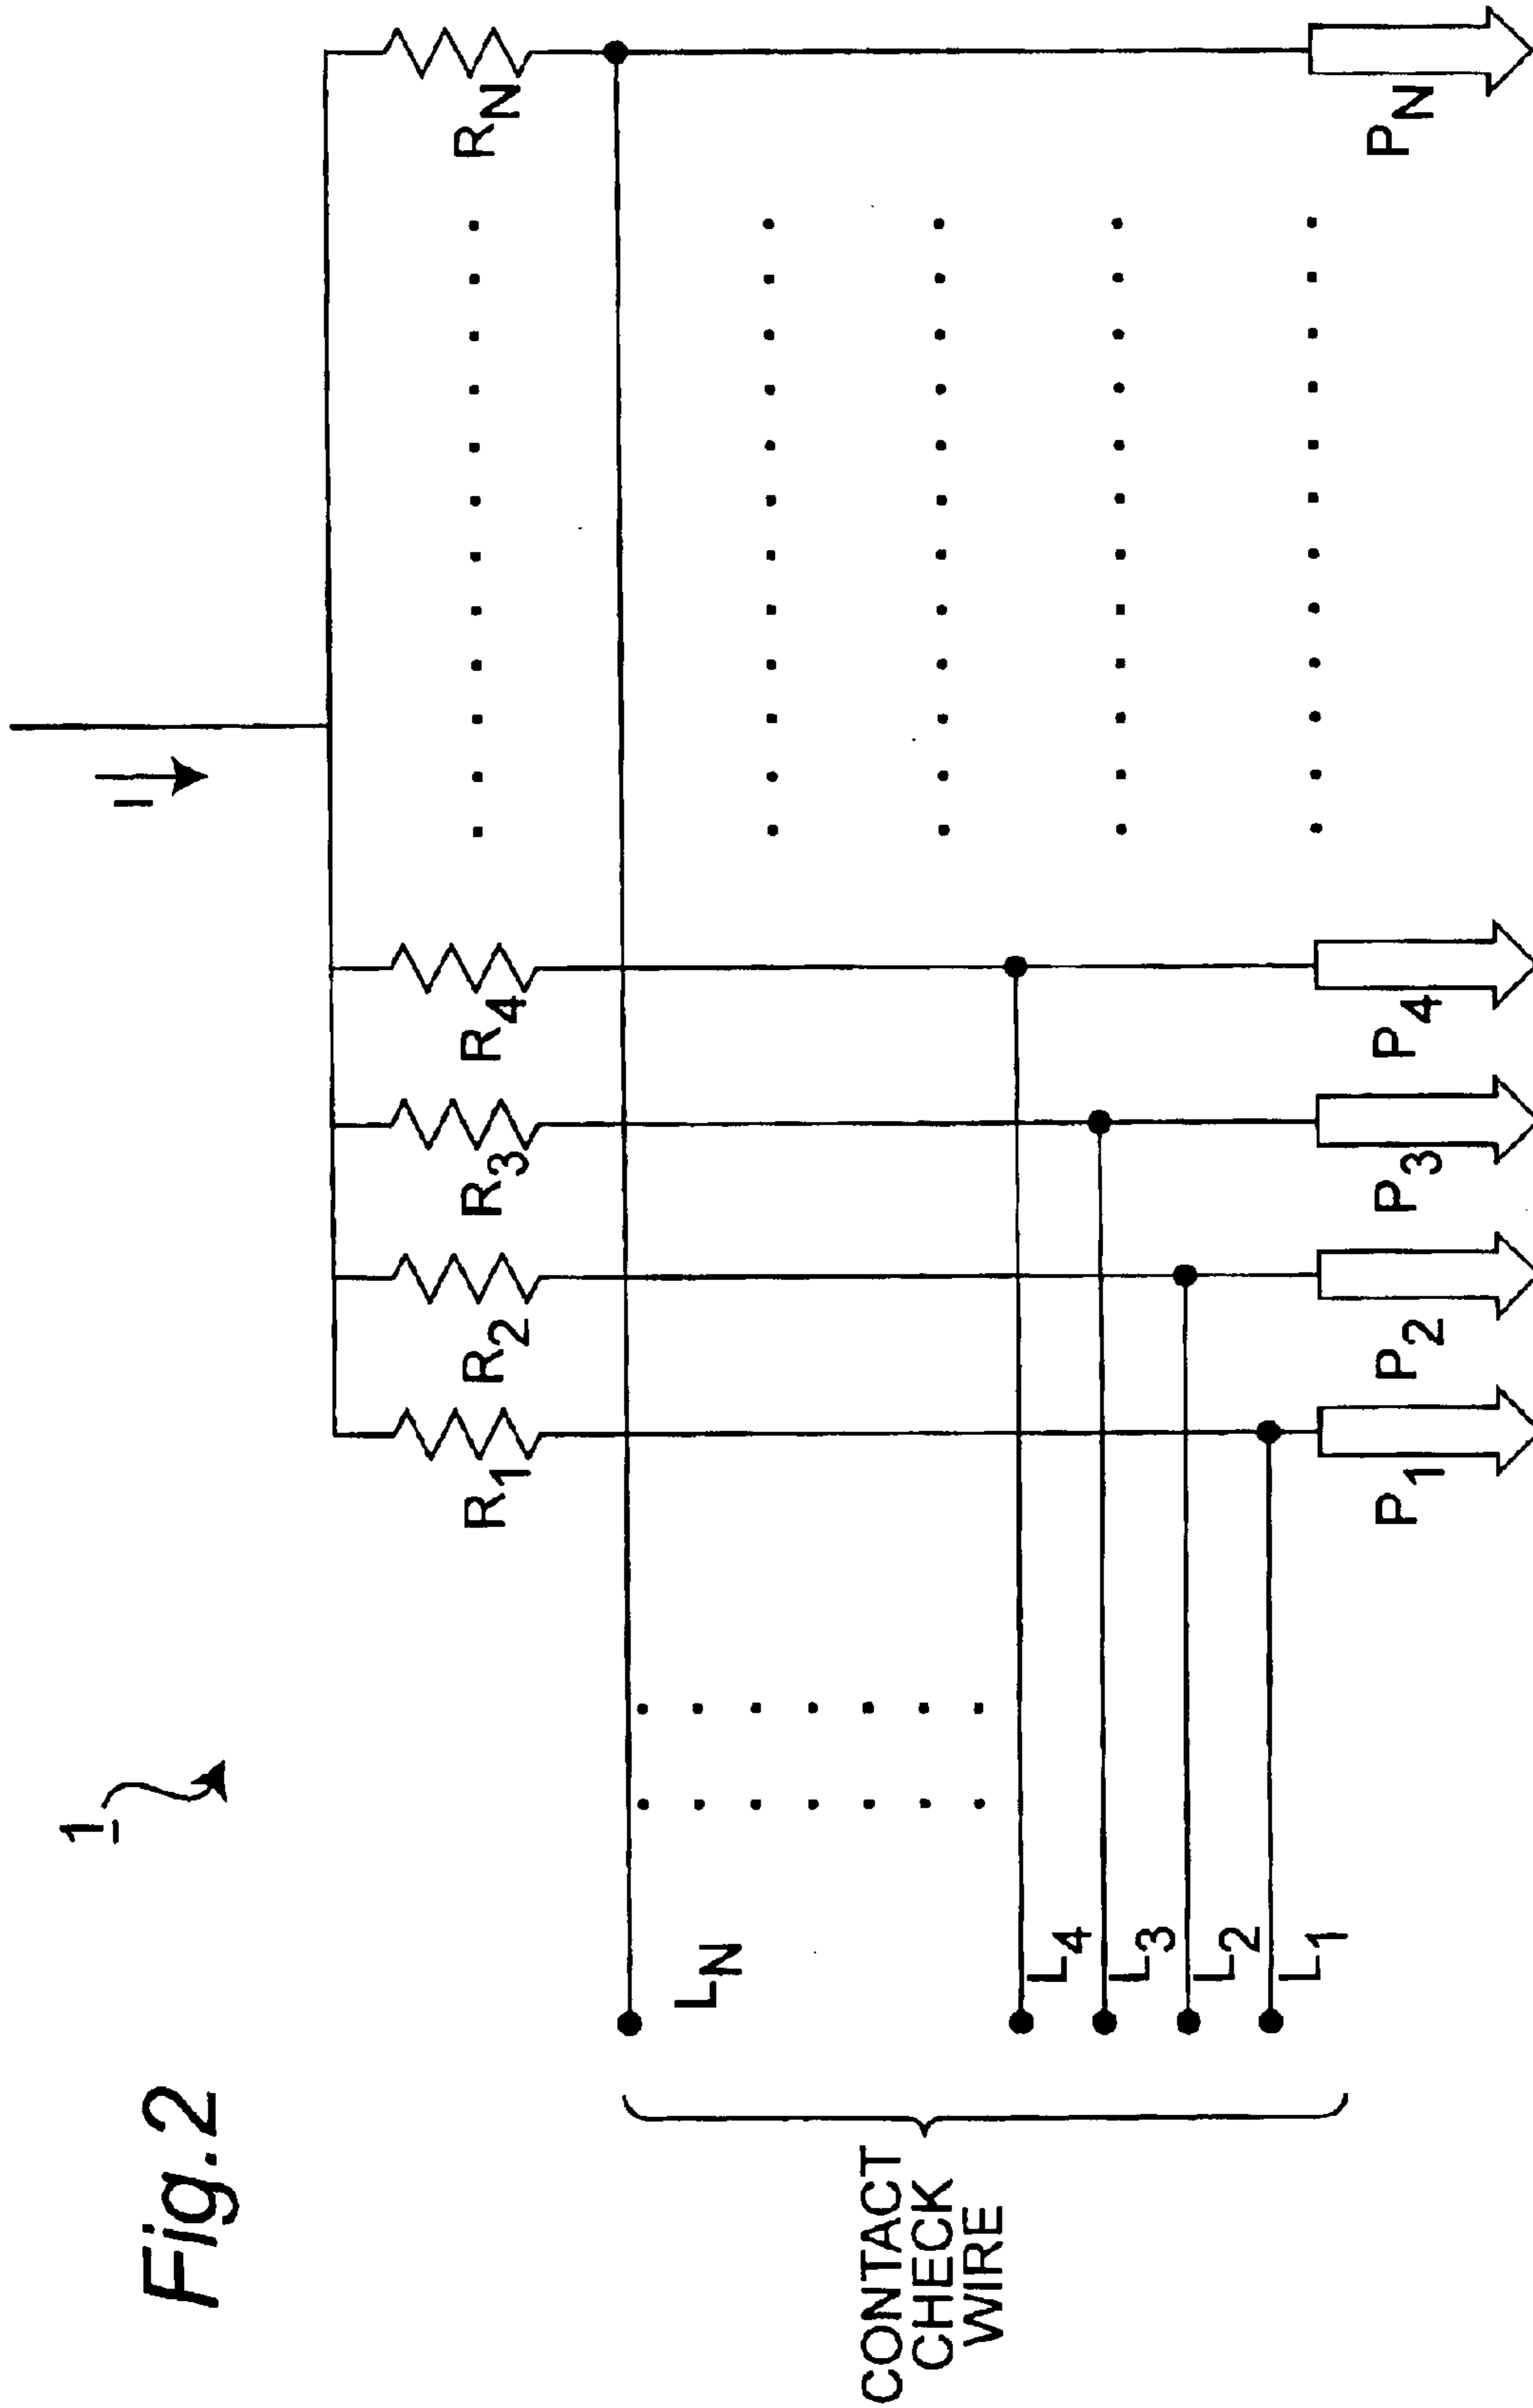 Fig.2
1
I
R1
R2
R3
R4
RN
LN
L4
L3
L2
L1
CONTACT
CHECK
WIRE
P1
P2
P3
P4
PN